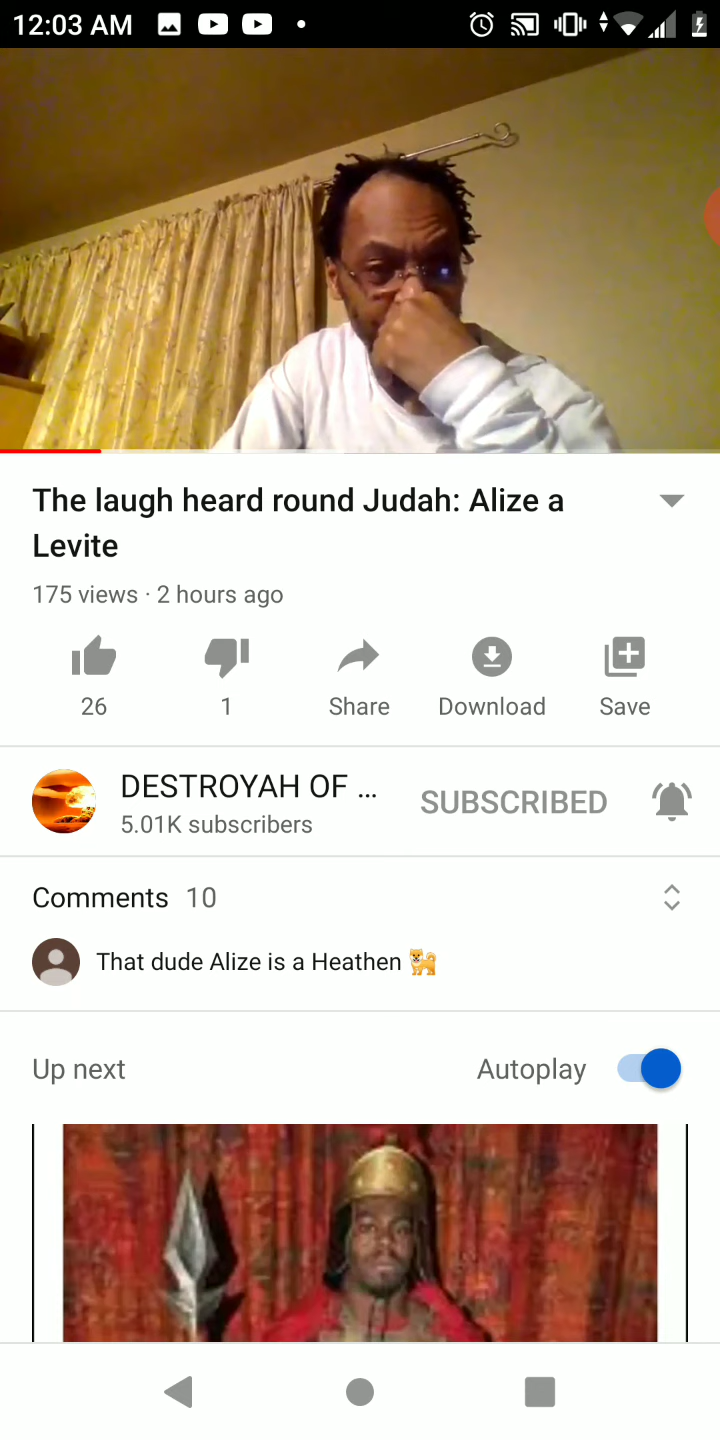 12:03 AM
The laugh heard round Judah: Alize a
Levite
175 views · 2 hours ago
26
1
Share
Download
Save
DESTROYAH OF ...
SUBSCRIBED
5.01K subscribers
Comments 10
That dude Alize is a Heathen 🐕
Up next
Autoplay